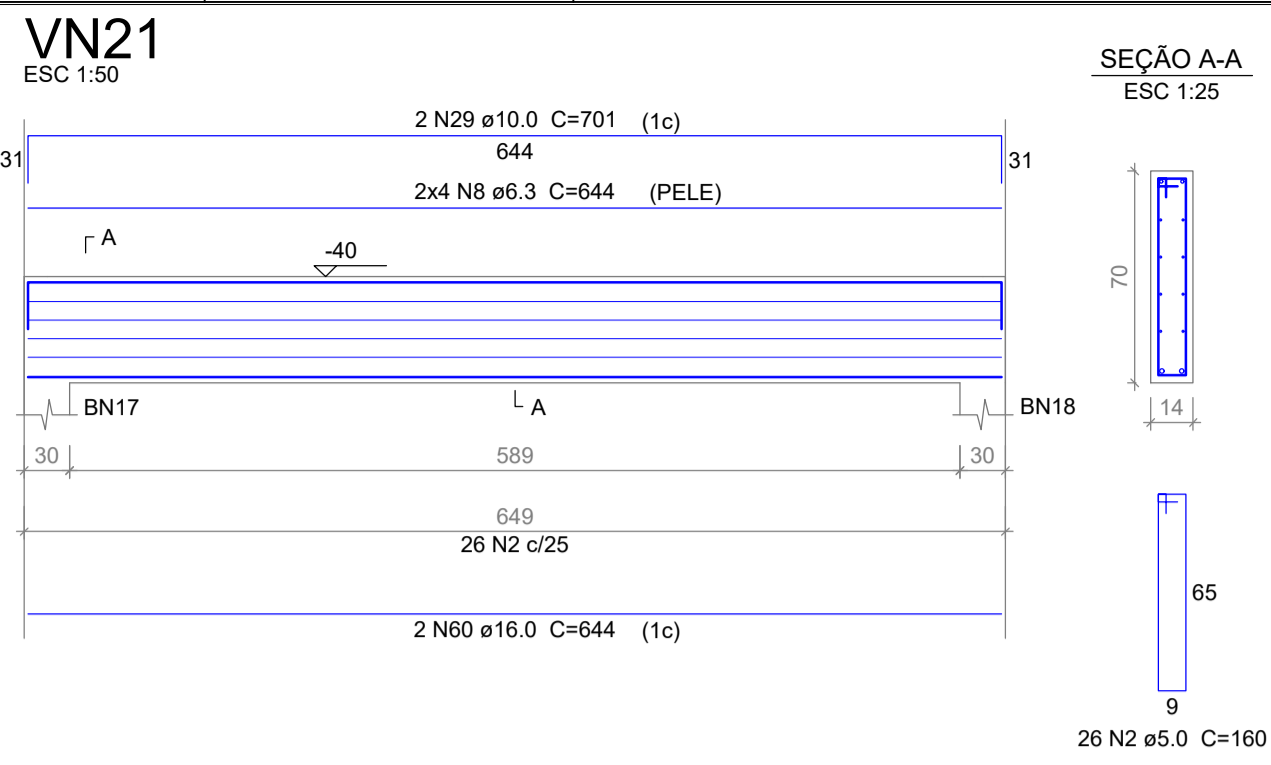 VN21
ESC 1:50
SEÇÃO A-A
ESC 1:25
2 N29 ø10.0 C=701 (1c)
31
644
31
2x4 N8 ø6.3 C=644 (PELE)
A
-40
70
BN17
A
BN18
14
30
589
30
649
26 N2 c/25
65
2 N60 ø16.0 C=644 (1c)
9
26 N2 ø5.0 C=160